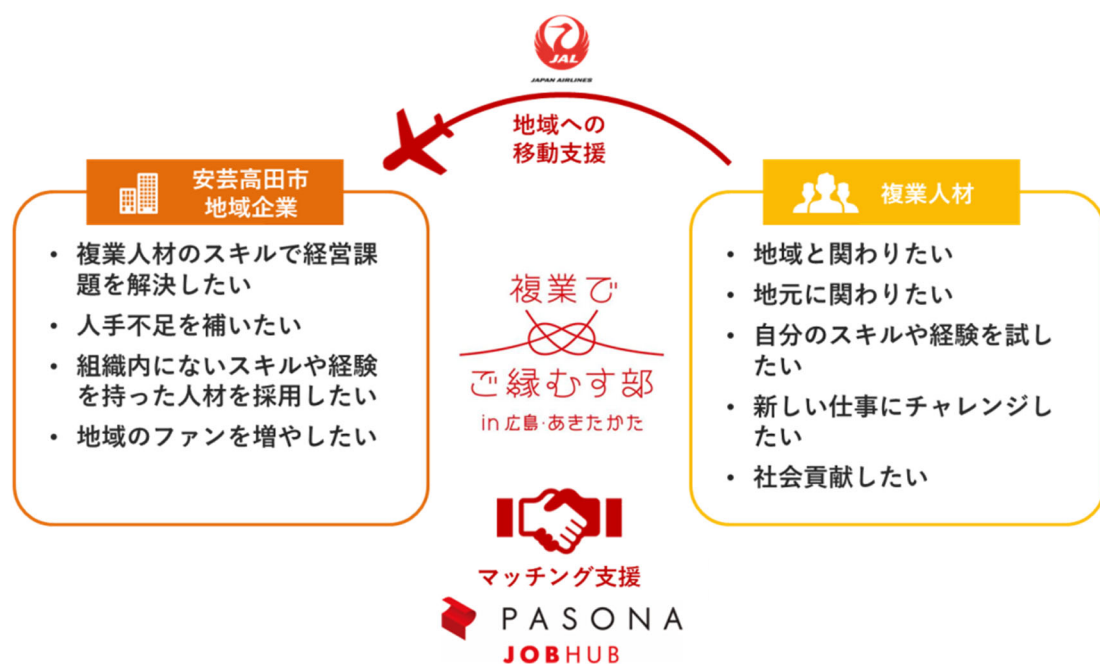 JAL
JAPAN AIRLINES
地域への
移動支援
安芸高田市
地域企業
• 複業人材のスキルで経営課
題を解決したい
• 人手不足を補いたい
• 組織内にないスキルや経験
を持った人材を採用したい
• 地域のファンを増やしたい
複業で
ご縁むす部
in 広島・あきたかた
複業人材
• 地域と関わりたい
• 地元に関わりたい
• 自分のスキルや経験を試し
たい
• 新しい仕事にチャレンジし
たい
• 社会貢献したい
マッチング支援
PASONA
JOBHUB